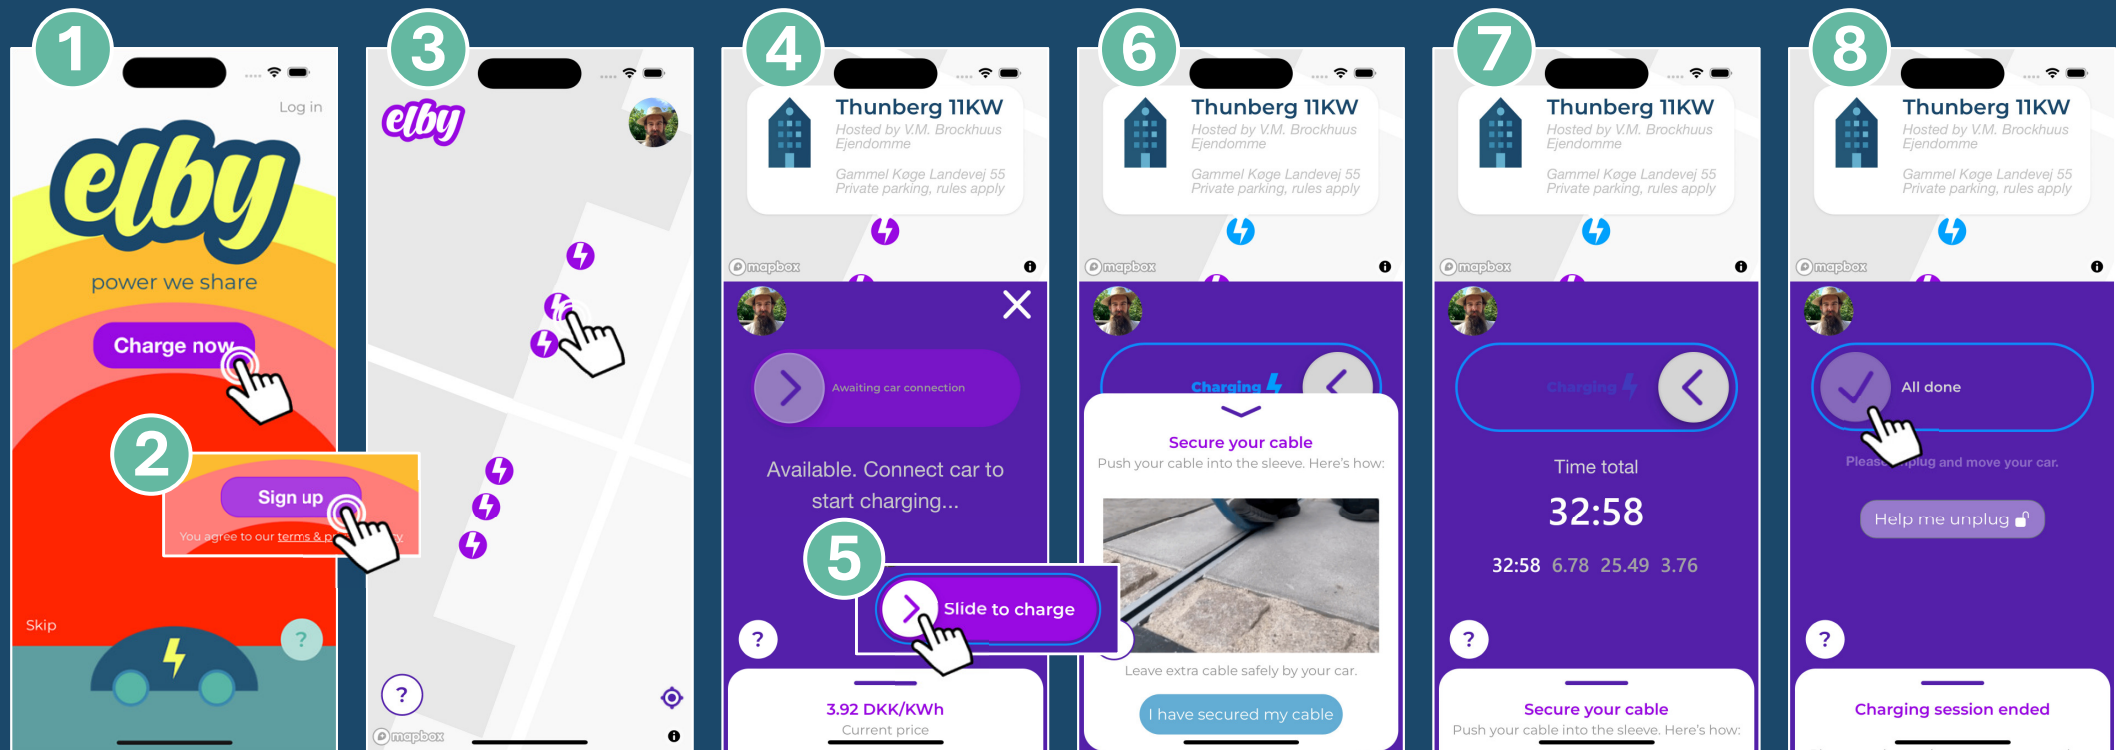 1
Log in
elby
power we share
Charge now
2
Sign up
You agree to our terms &
Skip
?
3
elby
?
mapbox
4
Thunberg 11KW
Hosted by V.M. Brockhuus
Ejendomme
Gammel Køge Landevej 55
Private parking, rules apply
mapbox
Awaiting car connection
Available. Connect car to
start charging...
5
Slide to charge
?
3.92 DKK/KWh
Current price
6
Thunberg 11KW
Hosted by V.M. Brockhuus
Ejendomme
Gammel Køge Landevej 55
Private parking, rules apply
mapbox
Charging
Secure your cable
Push your cable into the sleeve. Here's how:
Leave extra cable safely by your car.
I have secured my cable
7
Thunberg 11KW
Hosted by V.M. Brockhuus
Ejendomme
Gammel Køge Landevej 55
Private parking, rules apply
mapbox
Charging
Time total
32:58
32:58 6.78 25.49 3.76
?
Secure your cable
Push your cable into the sleeve. Here's how:
8
Thunberg 11KW
Hosted by V.M. Brockhuus
Ejendomme
Gammel Køge Landevej 55
Private parking, rules apply
mapbox
All done
Please unplug and move your car.
Help me unplug
?
Charging session ended